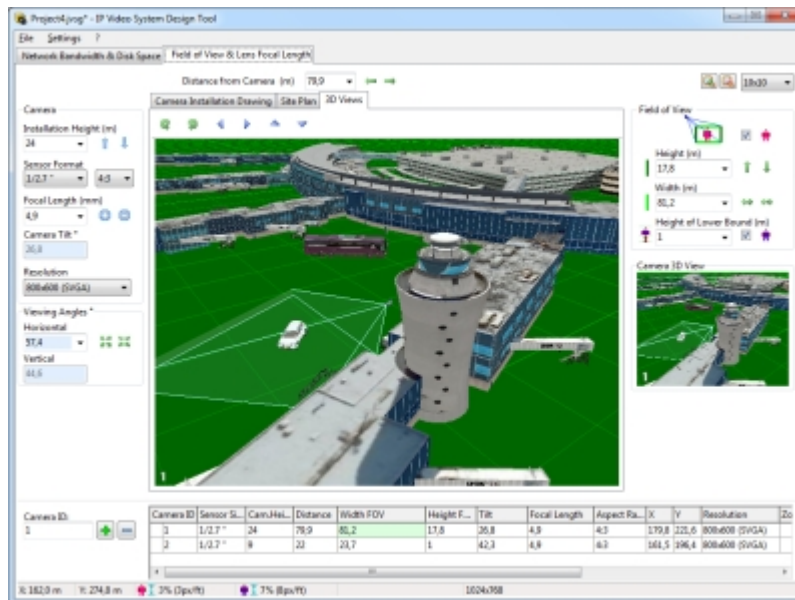 Project4.jvsg* - IP Video System Design Tool
File Settings ?
Network Bandwidth & Disk Space Field of View & Lens Focal Length
Distance from Camera (m) 79,9 10x10
Camera Installation Drawing Site Plan 3D Views
Camera
Installation Height (m)
24
Sensor Format
1/2.7 " 4:3
Focal Length (mm)
4,9
Camera Tilt °
26,8
Resolution
800x600 (SVGA)
Viewing Angles °
Horizontal
57,4
Vertical
44,6
1
Field of View
Height (m)
17,8
Width (m)
81,2
Height of Lower Bound (m)
1
Camera 3D View
1
Camera ID:
1
Camera ID Sensor Si... Cam.Hei... Distance Width FOV Height F... Tilt Focal Length Aspect Ra... X Y Resolution Zo
1 1/2.7 " 24 79,9 81,2 17,8 26,8 4,9 4:3 179,8 221,6 800x600 (SVGA)
2 1/2.7 " 9 22 23,7 1 42,3 4,9 4:3 161,5 196,4 800x600 (SVGA)
X: 162,0 m Y: 274,8 m 3% (3px/ft) 7% (8px/ft) 1024x768